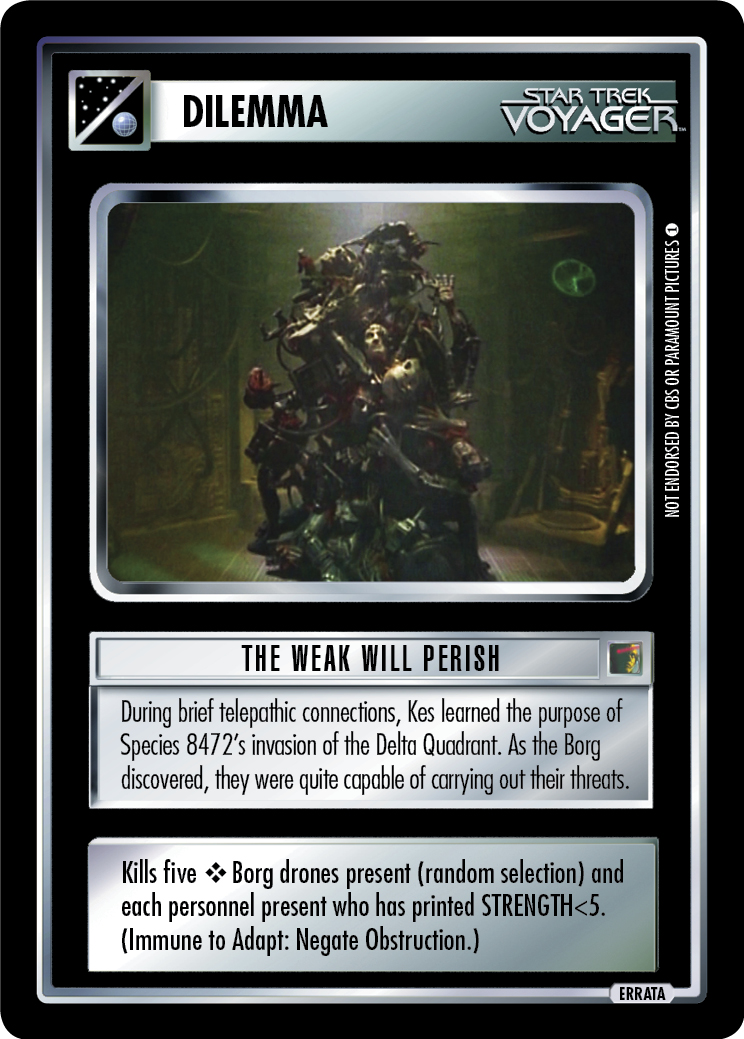 DILEMMA
STAR TREK
VOYAGER™
NOT ENDORSED BY CBS OR PARAMOUNT PICTURES 1
THE WEAK WILL PERISH
During brief telepathic connections, Kes learned the purpose of
Species 8472's invasion of the Delta Quadrant. As the Borg
discovered, they were quite capable of carrying out their threats.
Kills five ❖ Borg drones present (random selection) and
each personnel present who has printed STRENGTH<5.
(Immune to Adapt: Negate Obstruction.)
ERRATA